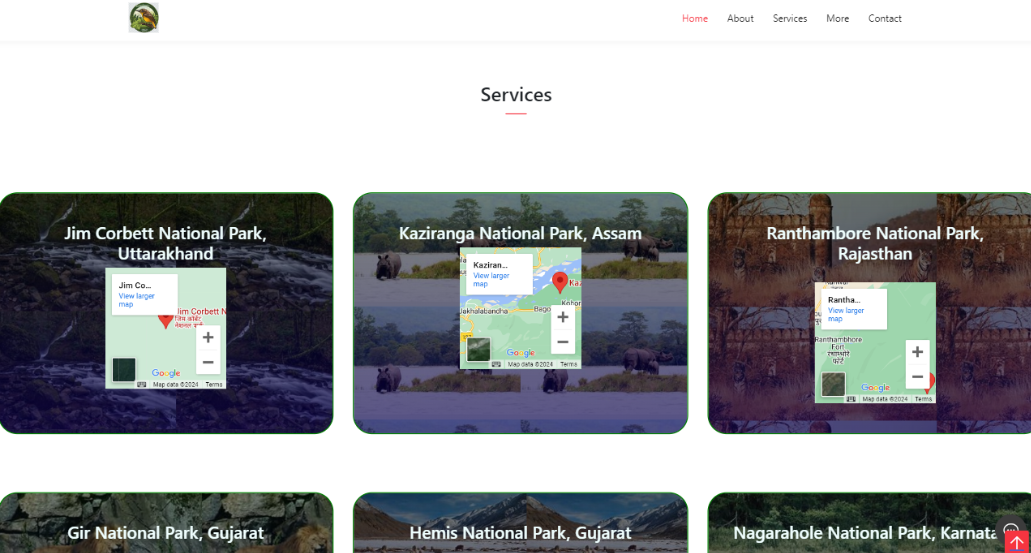 Home About Services More Contact
Services
Jim Corbett National Park,
Uttarakhand
Jim Co...
View larger
map
Jim Corbett N
Google
Map data ©2024 Terms
Kaziranga National Park, Assam
Kaziran...
View larger
map
Kaz
Kohor
Jakhalabandha
Bago
Google
Map data ©2024 Terms
Ranthambore National Park,
Rajasthan
Rantha...
View larger
map
Ranthambhore
Fort
रणथंभोर
Google
Map data ©2024 Terms
Gir National Park, Gujarat
Hemis National Park, Gujarat
Nagarahole National Park, Karnata